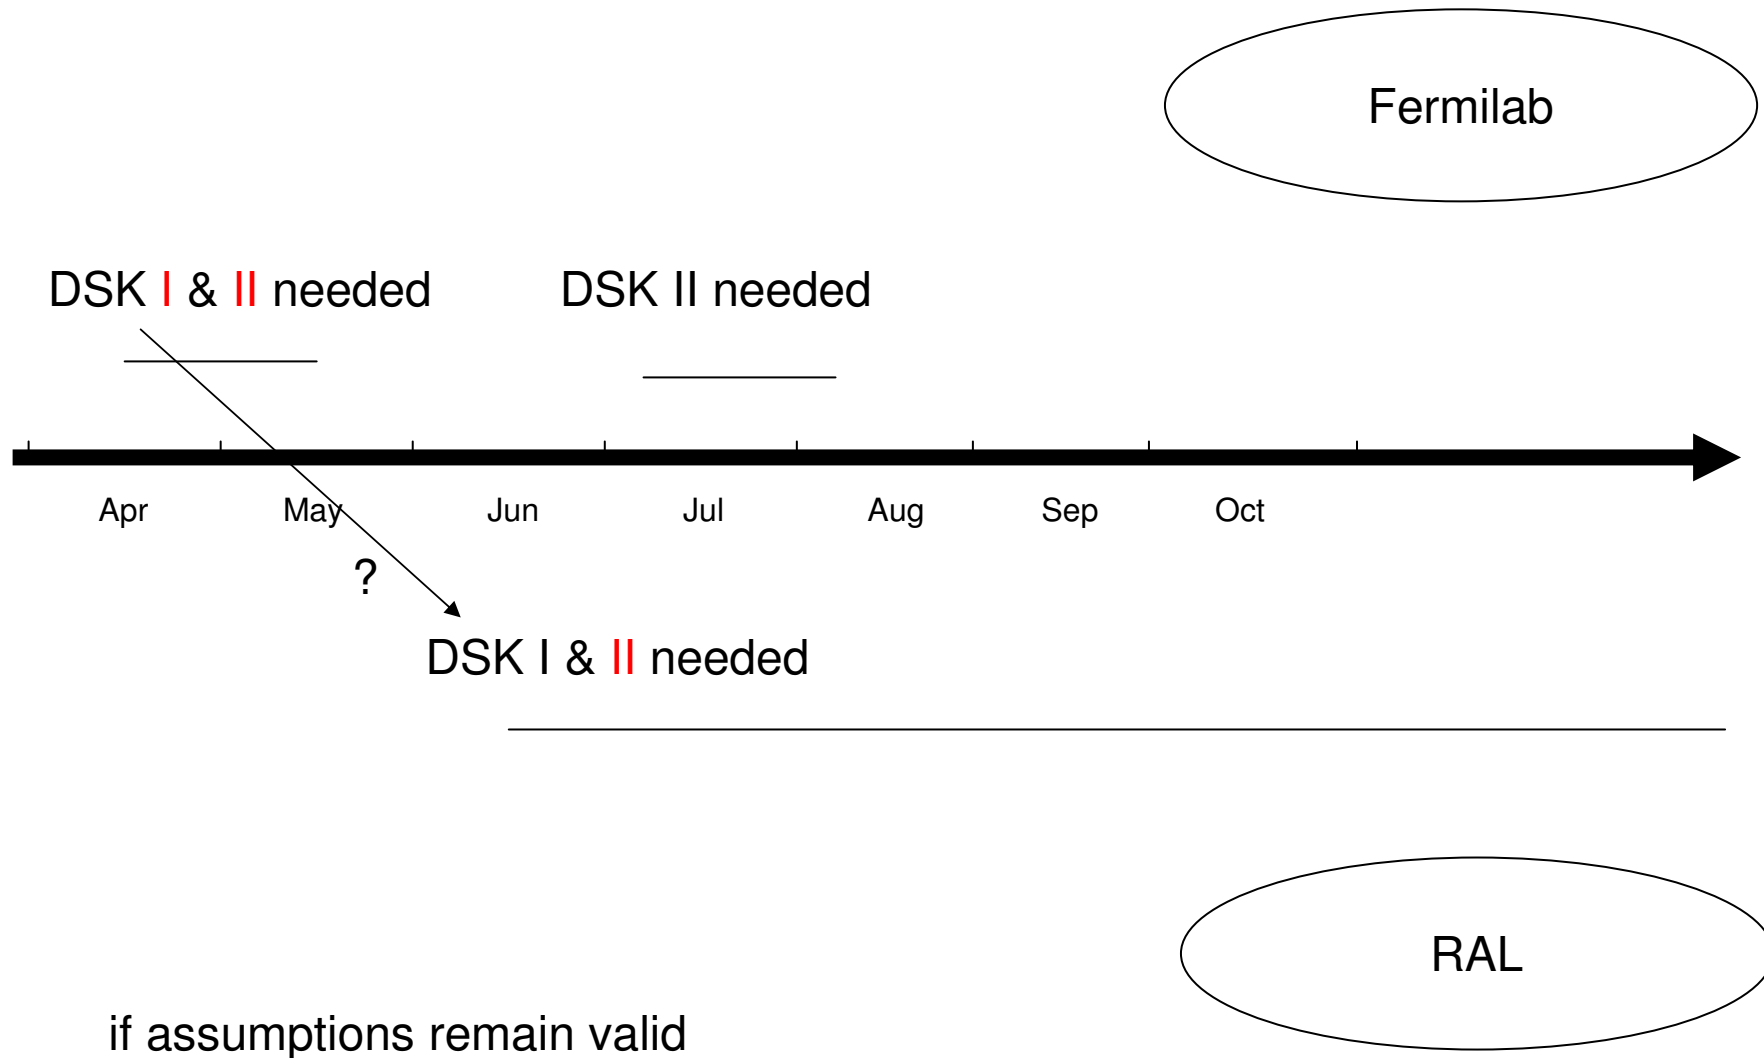 Fermilab
DSK I & II needed
DSK II needed
Apr May Jun Jul Aug Sep Oct
?
DSK I & II needed
RAL
if assumptions remain valid